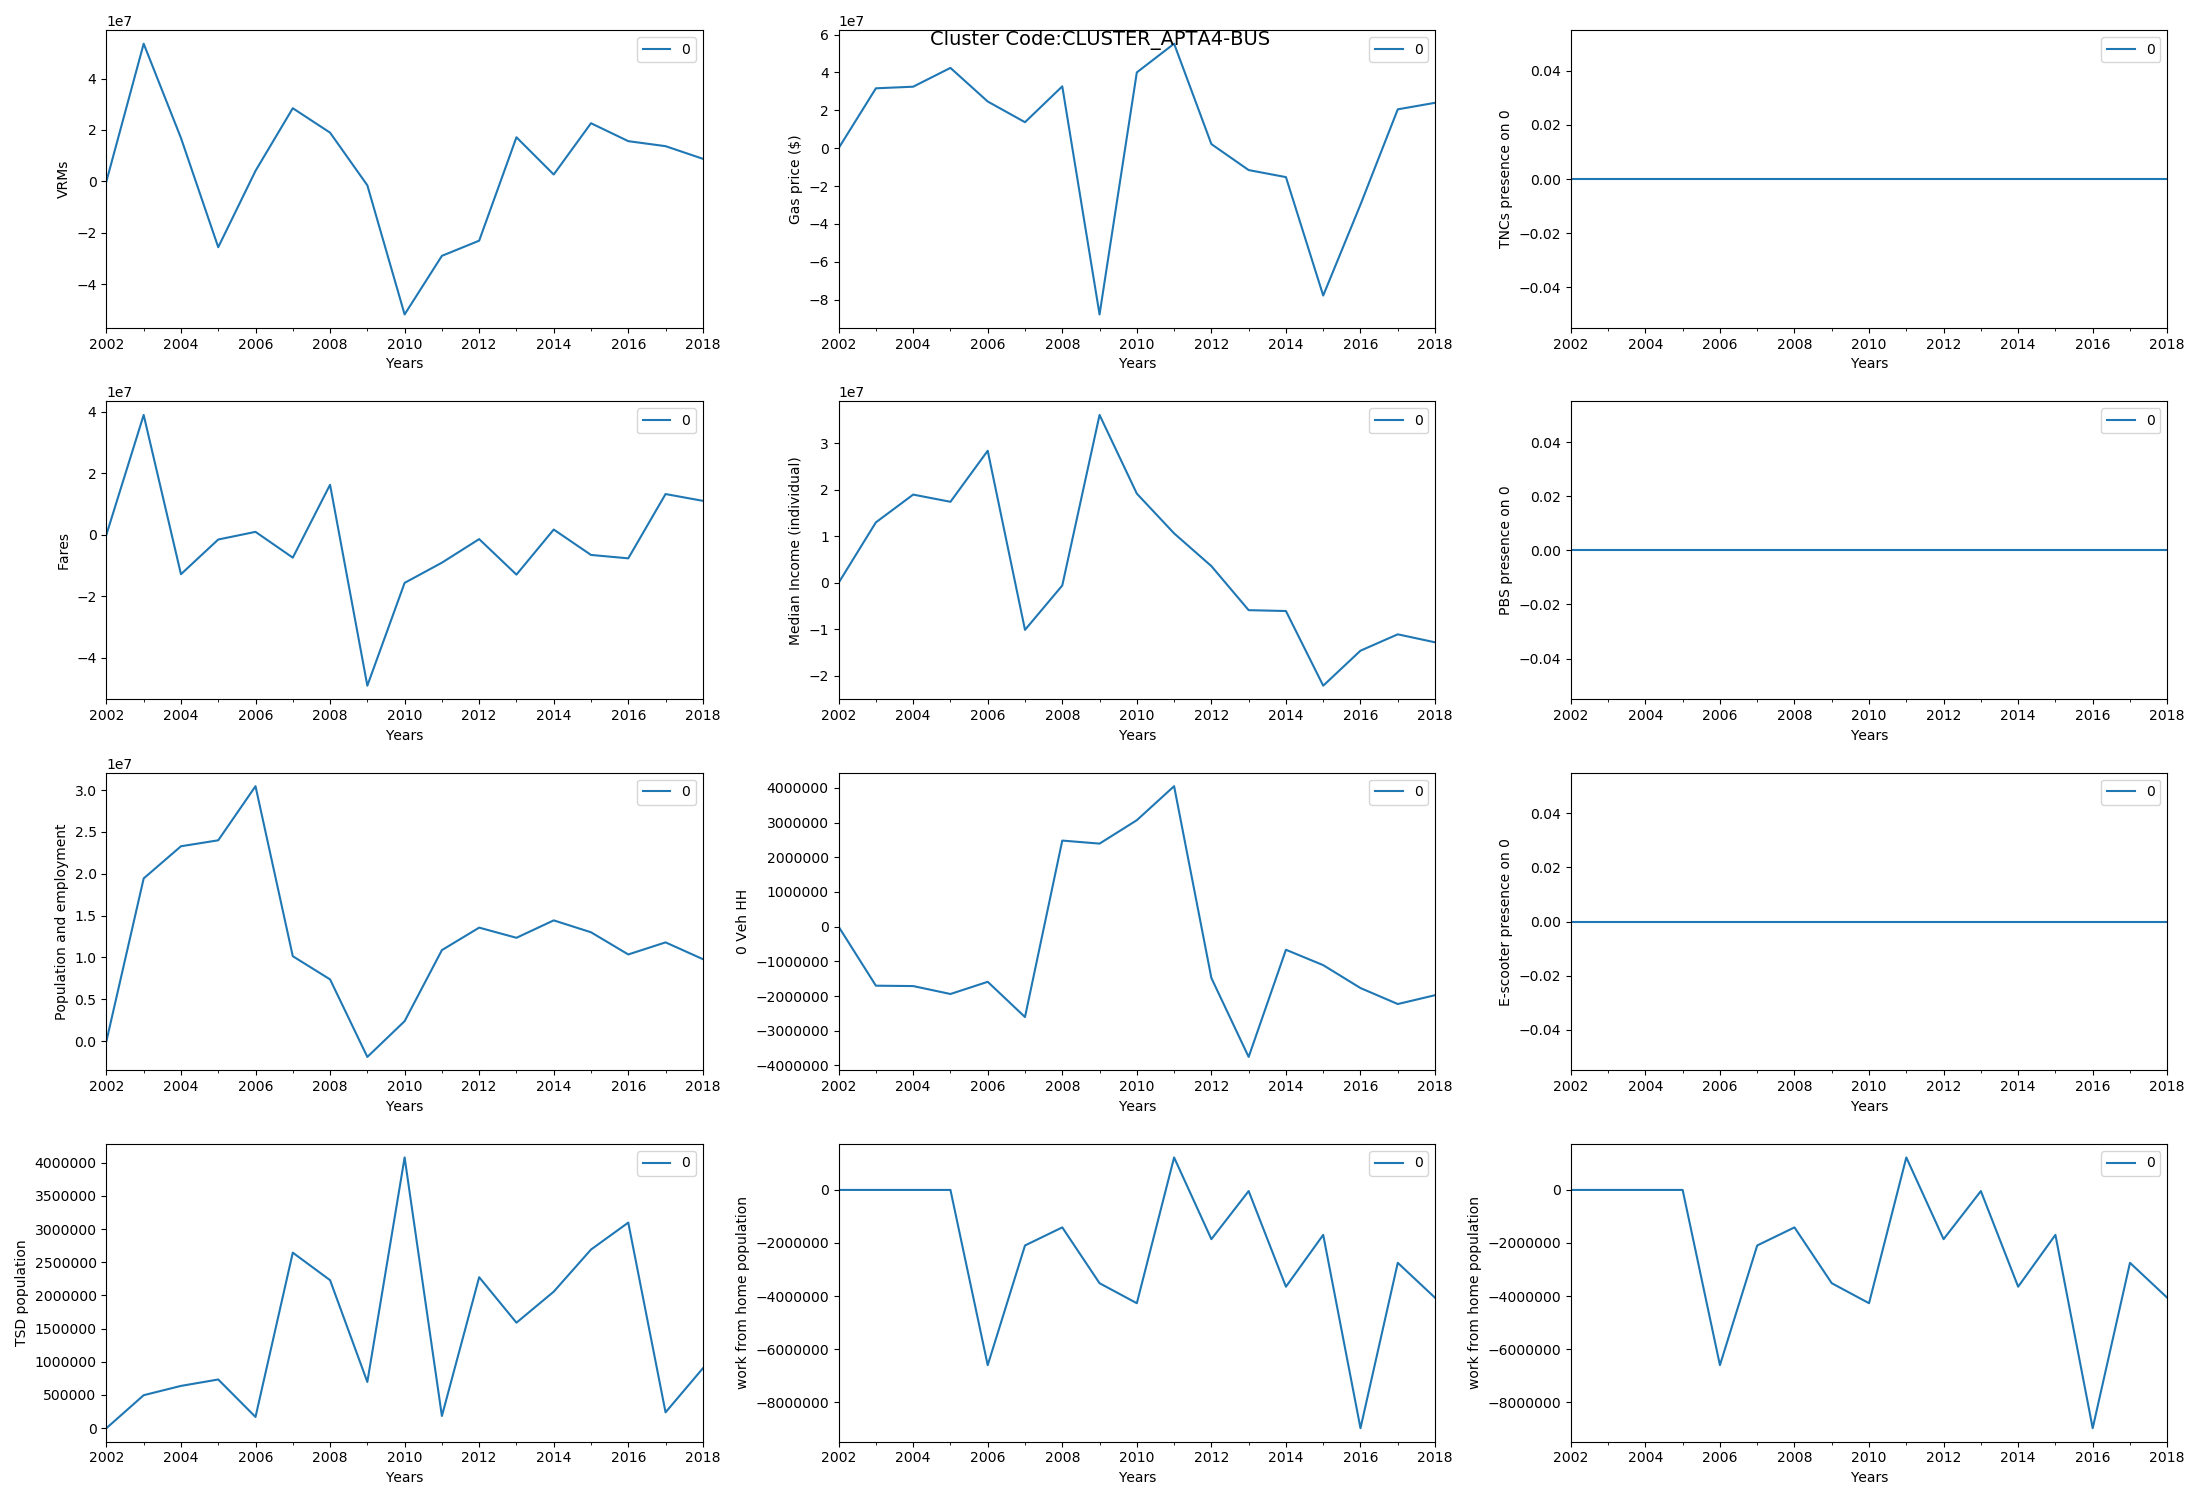 Cluster Code:CLUSTER_APTA4-BUS
1e7
4
2
0
−2
−4
VRMs
0
2002 2004 2006 2008 2010 2012 2014 2016 2018
Years
1e7
6
4
2
0
−2
−4
−6
−8
Gas price ($)
0
2002 2004 2006 2008 2010 2012 2014 2016 2018
Years
0.04
0.02
0.00
−0.02
−0.04
TNCs presence on 0
0
2002 2004 2006 2008 2010 2012 2014 2016 2018
Years
1e7
4
2
0
−2
−4
Fares
0
2002 2004 2006 2008 2010 2012 2014 2016 2018
Years
1e7
3
2
1
0
−1
−2
Median Income (individual)
0
2002 2004 2006 2008 2010 2012 2014 2016 2018
Years
0.04
0.02
0.00
−0.02
−0.04
PBS presence on 0
0
2002 2004 2006 2008 2010 2012 2014 2016 2018
Years
1e7
3.0
2.5
2.0
1.5
1.0
0.5
0.0
Population and employment
0
2002 2004 2006 2008 2010 2012 2014 2016 2018
Years
4000000
3000000
2000000
1000000
0
−1000000
−2000000
−3000000
−4000000
0 Veh HH
0
2002 2004 2006 2008 2010 2012 2014 2016 2018
Years
0.04
0.02
0.00
−0.02
−0.04
E-scooter presence on 0
0
2002 2004 2006 2008 2010 2012 2014 2016 2018
Years
4000000
3500000
3000000
2500000
2000000
1500000
1000000
500000
0
TSD population
0
2002 2004 2006 2008 2010 2012 2014 2016 2018
Years
0
−2000000
−4000000
−6000000
−8000000
work from home population
0
2002 2004 2006 2008 2010 2012 2014 2016 2018
Years
0
−2000000
−4000000
−6000000
−8000000
work from home population
0
2002 2004 2006 2008 2010 2012 2014 2016 2018
Years